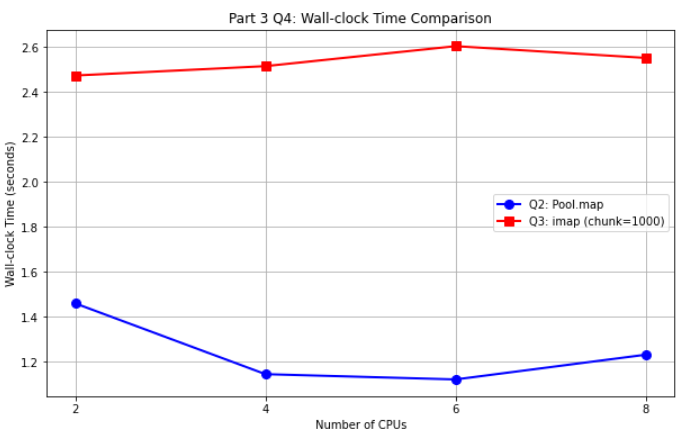 Part 3 Q4: Wall-clock Time Comparison
Wall-clock Time (seconds)
2.6
2.4
2.2
2.0
1.8
1.6
1.4
1.2
Q2: Pool.map
Q3: imap (chunk=1000)
2 4 6 8
Number of CPUs